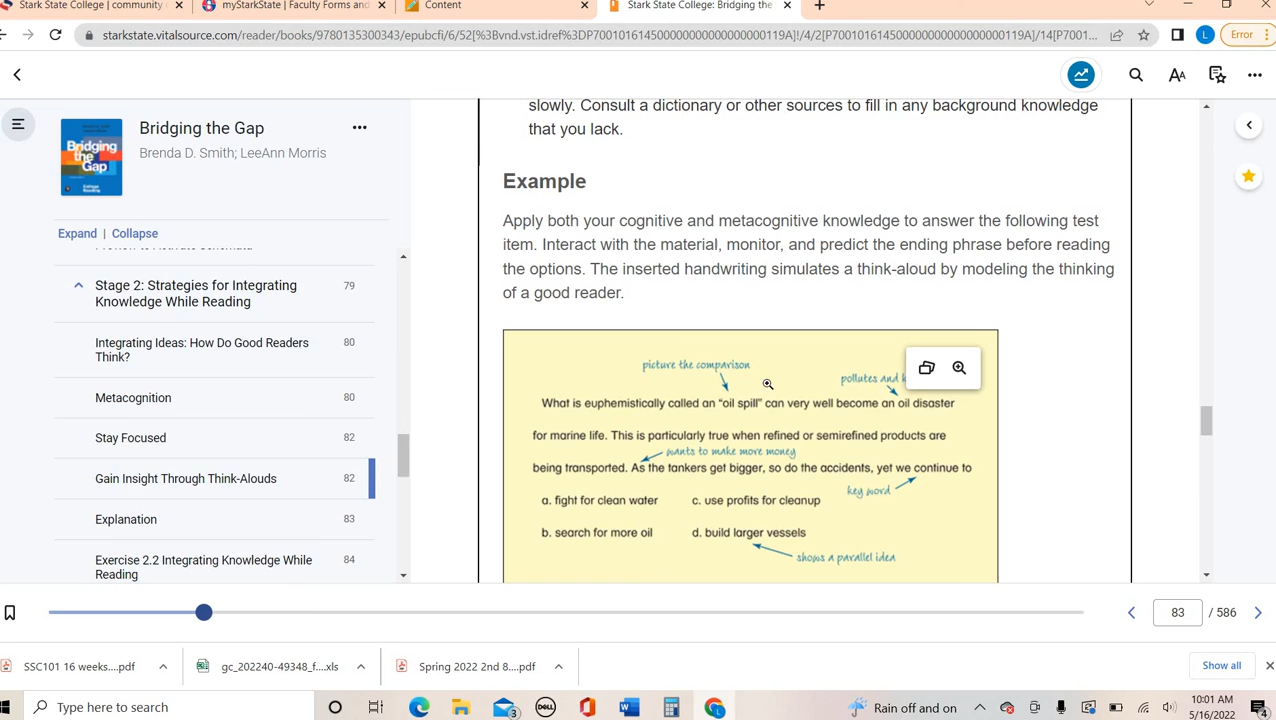 Stark State College | community
myStarkState | Faculty Forms and
Content
Stark State College: Bridging the
starkstate.vitalsource.com/reader/books/9780135300343/epubcfi/6/52[%3Bvnd.vst.idref%3DP70010161450000000000000000119A]!/4/2[P70010161450000000000000000119A]/14[P7001...
L
Error
AA
slowly. Consult a dictionary or other sources to fill in any background knowledge
that you lack.
Bridging the Gap
Brenda D. Smith; LeeAnn Morris
Bridging
the
Gap
Expand | Collapse
Stage 2: Strategies for Integrating
Knowledge While Reading
79
Integrating Ideas: How Do Good Readers
Think?
80
Metacognition
80
Stay Focused
82
Gain Insight Through Think-Alouds
82
Explanation
83
Exercise 2.2 Integrating Knowledge While
Reading
84
Example
Apply both your cognitive and metacognitive knowledge to answer the following test
item. Interact with the material, monitor, and predict the ending phrase before reading
the options. The inserted handwriting simulates a think-aloud by modeling the thinking
of a good reader.
picture the comparison
pollutes and
What is euphemistically called an “oil spill” can very well become an oil disaster
for marine life. This is particularly true when refined or semirefined products are
wants to make more money
being transported. As the tankers get bigger, so do the accidents, yet we continue to
key word
a. fight for clean water
c. use profits for cleanup
b. search for more oil
d. build larger vessels
shows a parallel idea
83 / 586
SSC101 16 weeks....pdf
gc_202240-49348_f....xls
Spring 2022 2nd 8....pdf
Show all
Type here to search
3
DELL
Rain off and on
10:01 AM
5/16/2022
4